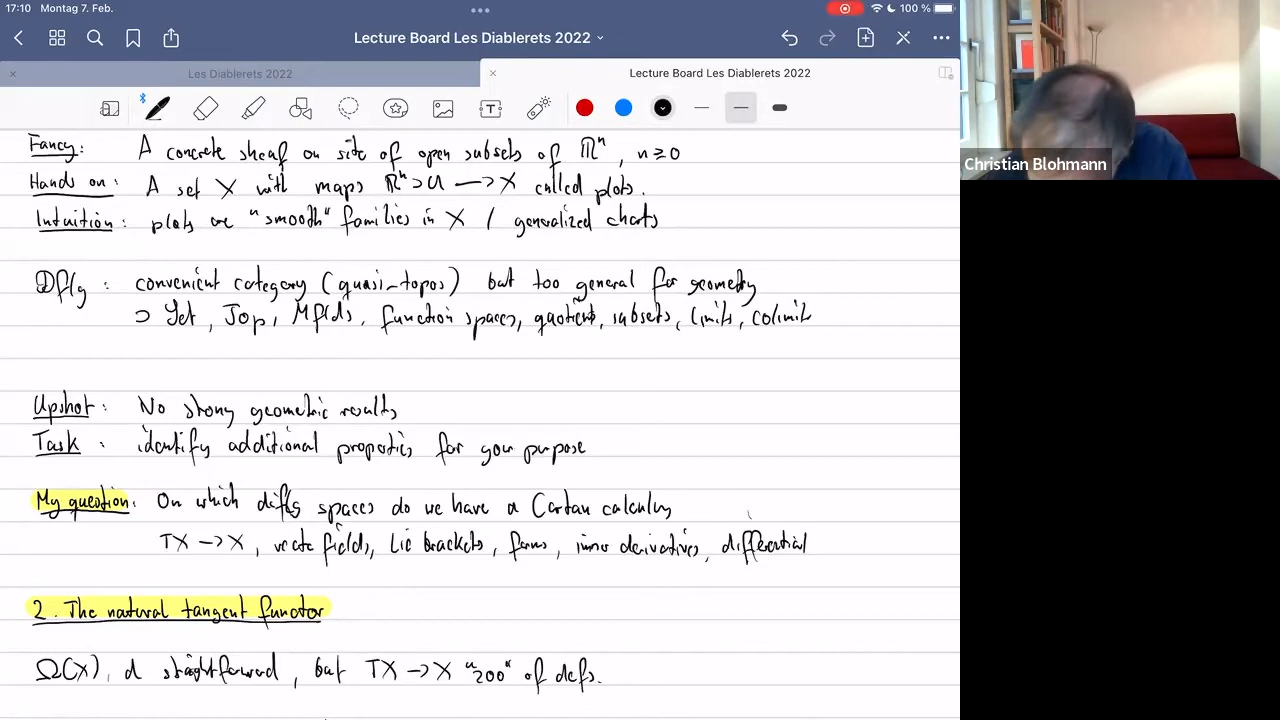 17:10 Montag 7. Feb.
100 %
Lecture Board Les Diablerets 2022
Les Diablerets 2022
Lecture Board Les Diablerets 2022
Christian Blohmann
Fancy: A concrete sheaf on site of open subsets of ℝⁿ, n ≥ 0
Hands on: A set X with maps ℝⁿ ⊃ U → X called plots.
Intuition: plots are "smooth" families in X / generalized charts
Dflg: convenient category (quasi-topos) but too general for geometry
⊃ Set, Top, Mflds, function spaces, quotients, subsets, limits, colimits
Upshot: No strong geometric results
Task: identify additional properties for your purpose
My question: On which diflg spaces do we have a Cartan calculus
TX → X, vector fields, Lie brackets, forms, inner derivatives, differential
2. The natural tangent functor
Ω(X), d straightforward, but TX → X "zoo" of defs.